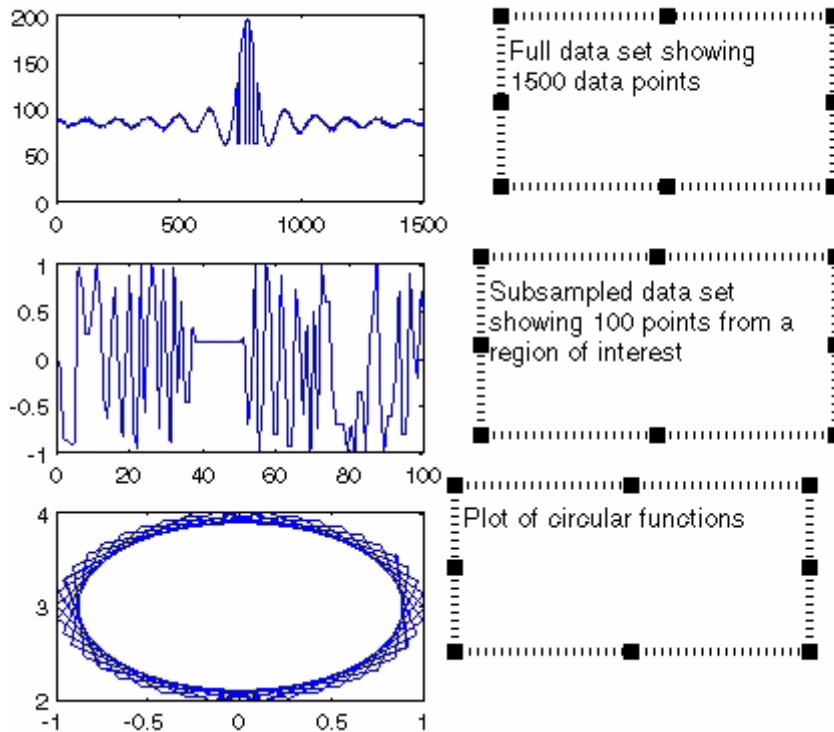 200
150
100
50
0
0 500 1000 1500
Full data set showing
1500 data points
1
0.5
0
-0.5
-1
0 20 40 60 80 100
Subsampled data set
showing 100 points from a
region of interest
4
3
2
-1 -0.5 0 0.5 1
Plot of circular functions